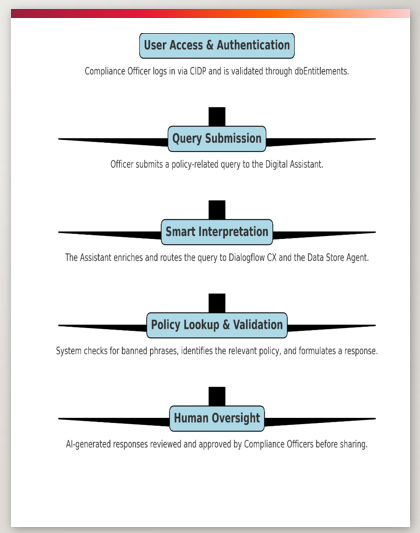 User Access & Authentication
Compliance Officer logs in via CIDP and is validated through dbEntitlements.
Query Submission
Officer submits a policy-related query to the Digital Assistant.
Smart Interpretation
The Assistant enriches and routes the query to Dialogflow CX and the Data Store Agent.
Policy Lookup & Validation
System checks for banned phrases, identifies the relevant policy, and formulates a response.
Human Oversight
AI-generated responses reviewed and approved by Compliance Officers before sharing.